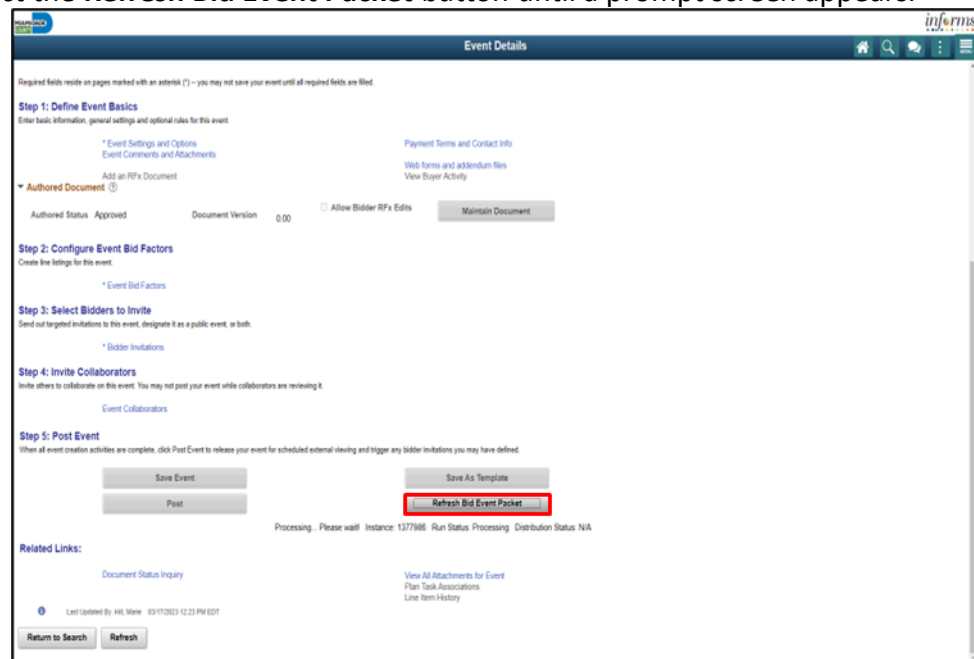 ct the Refresh Bid Event Packet button until a prompt screen appears.
MIAMI-DADE
COUNTY
informs
Event Details
Required fields reside on pages marked with an asterisk (*) – you may not save your event until all required fields are filled.
Step 1: Define Event Basics
Enter basic information, general settings and optional rules for this event.
* Event Settings and Options
Payment Terms and Contact Info
Event Comments and Attachments
Web forms and addendum files
Add an RFx Document
View Buyer Activity
Authored Document
Authored Status Approved Document Version 0.00 Allow Bidder RFx Edits Maintain Document
Step 2: Configure Event Bid Factors
Create line listings for this event.
* Event Bid Factors
Step 3: Select Bidders to Invite
Send out targeted invitations to this event, designate it as a public event, or both.
* Bidder Invitations
Step 4: Invite Collaborators
Invite others to collaborate on this event. You may not post your event while collaborators are reviewing it.
Event Collaborators
Step 5: Post Event
When all event creation activities are complete, click Post Event to release your event for scheduled external viewing and trigger any bidder invitations you may have defined.
Save Event Save As Template
Post Refresh Bid Event Packet
Processing... Please wait! Instance: 1377986 Run Status: Processing Distribution Status: N/A
Related Links:
Document Status Inquiry View All Attachments for Event
Plan Task Associations
Line Item History
Last Updated By: Hill, Marie 03/17/2023 12:23 PM EDT
Return to Search Refresh